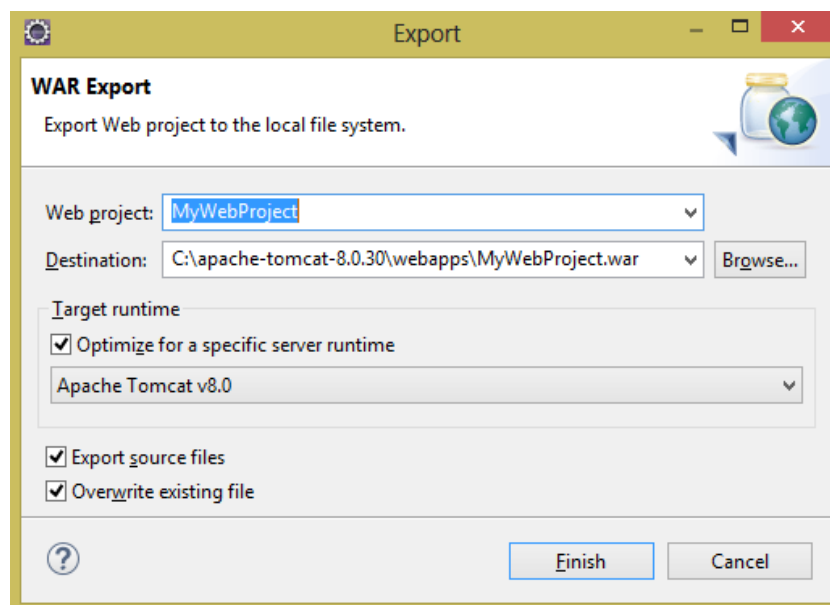 Export
WAR Export
Export Web project to the local file system.
Web project: MyWebProject
Destination: C:\apache-tomcat-8.0.30\webapps\MyWebProject.war Browse...
Target runtime
Optimize for a specific server runtime
Apache Tomcat v8.0
Export source files
Overwrite existing file
? Finish Cancel